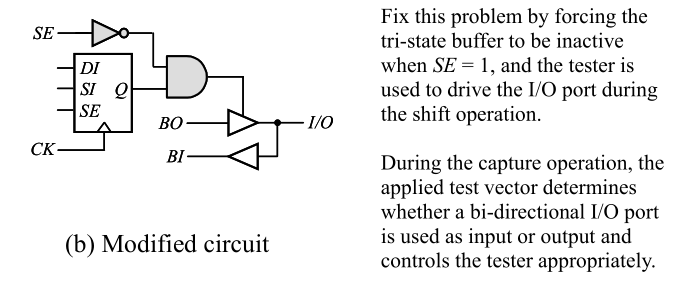 SE
DI
SI Q
SE
CK
BO
I/O
BI
(b) Modified circuit
Fix this problem by forcing the
tri-state buffer to be inactive
when SE = 1, and the tester is
used to drive the I/O port during
the shift operation.
During the capture operation, the
applied test vector determines
whether a bi-directional I/O port
is used as input or output and
controls the tester appropriately.